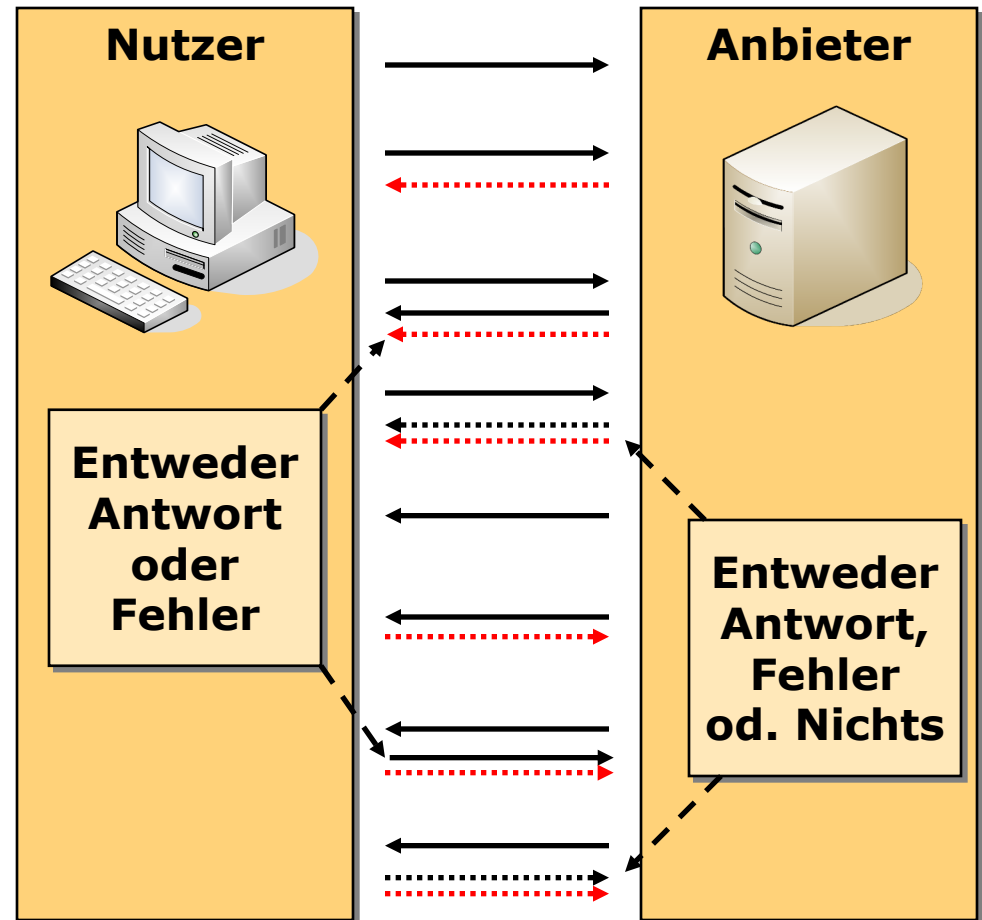 Nutzer
Anbieter
Entweder
Antwort
oder
Fehler
Entweder
Antwort,
Fehler
od. Nichts